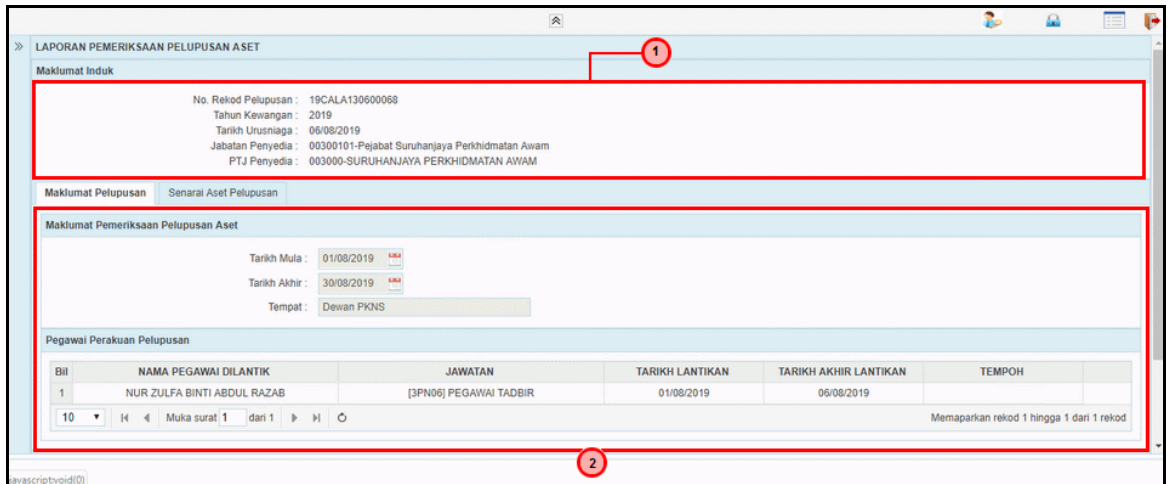 LAPORAN PEMERIKSAAN PELUPUSAN ASET
1
Maklumat Induk
No. Rekod Pelupusan : 19CALA130600068
Tahun Kewangan : 2019
Tarikh Urusniaga : 06/08/2019
Jabatan Penyedia : 00300101-Pejabat Suruhanjaya Perkhidmatan Awam
PTJ Penyedia : 003000-SURUHANJAYA PERKHIDMATAN AWAM
Maklumat Pelupusan Senarai Aset Pelupusan
Maklumat Pemeriksaan Pelupusan Aset
Tarikh Mula : 01/08/2019
Tarikh Akhir : 30/08/2019
Tempat : Dewan PKNS
Pegawai Perakuan Pelupusan
Bil NAMA PEGAWAI DILANTIK JAWATAN TARIKH LANTIKAN TARIKH AKHIR LANTIKAN TEMPOH
1 NUR ZULFA BINTI ABDUL RAZAB [3PN06] PEGAWAI TADBIR 01/08/2019 06/08/2019
10 Muka surat 1 dari 1 Memaparkan rekod 1 hingga 1 dari 1 rekod
2
javascript:void(0)